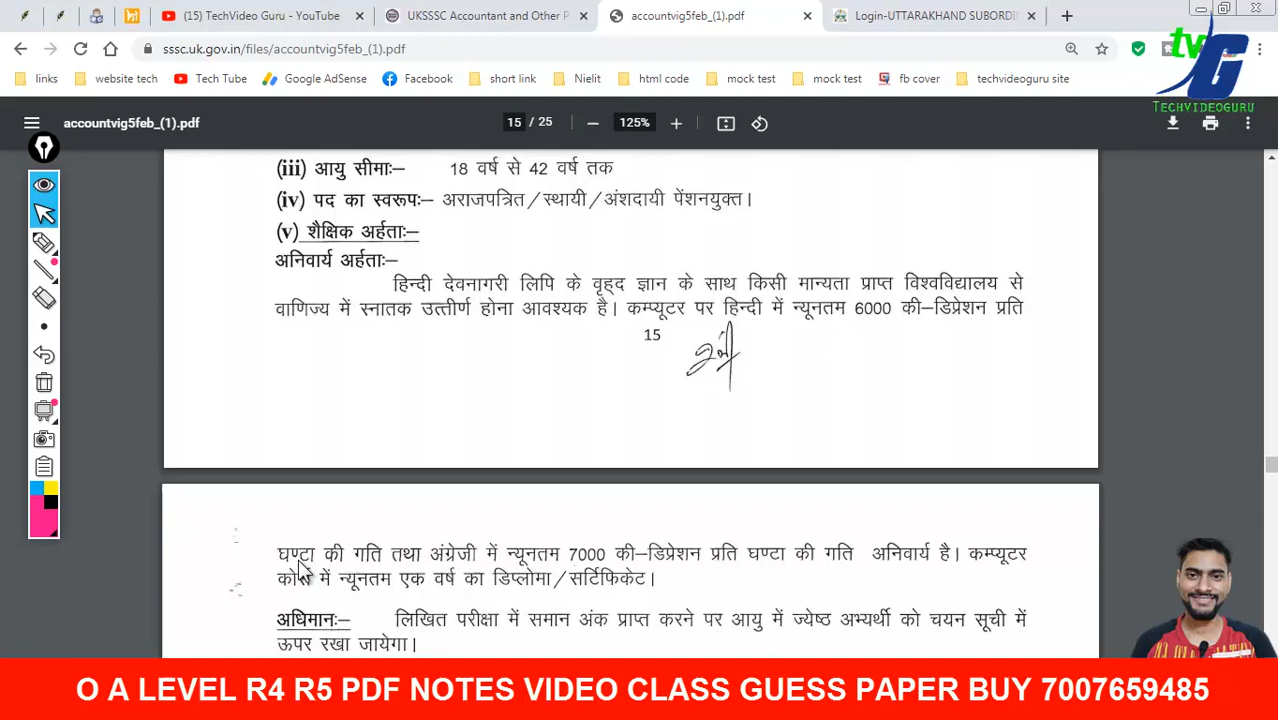 (15) TechVideo Guru - YouTube
UKSSSC Accountant and Other P
accountvig5feb_(1).pdf
Login-UTTARAKHAND SUBORDI
sssc.uk.gov.in/files/accountvig5feb_(1).pdf
links
website tech
Tech Tube
Google AdSense
Facebook
short link
Nielit
html code
mock test
mock test
fb cover
techvideoguru site
tv G
TECHVIDEOGURU
accountvig5feb_(1).pdf
15 / 25
125%
(iii) आयु सीमाः– 18 वर्ष से 42 वर्ष तक
(iv) पद का स्वरूपः– अराजपत्रित/स्थायी/अंशदायी पेंशनयुक्त।
(v) शैक्षिक अर्हताः–
अनिवार्य अर्हताः–
हिन्दी देवनागरी लिपि के वृह्द ज्ञान के साथ किसी मान्यता प्राप्त विश्वविद्यालय से
वाणिज्य में स्नातक उत्तीर्ण होना आवश्यक है। कम्प्यूटर पर हिन्दी में न्यूनतम 6000 की–डिप्रेशन प्रति
15
घण्टा की गति तथा अंग्रेजी में न्यूनतम 7000 की–डिप्रेशन प्रति घण्टा की गति अनिवार्य है। कम्प्यूटर
में न्यूनतम एक वर्ष का डिप्लोमा/सर्टिफिकेट।
अधिमानः– लिखित परीक्षा में समान अंक प्राप्त करने पर आयु में ज्येष्ठ अभ्यर्थी को चयन सूची में
ऊपर रखा जायेगा।
O A LEVEL R4 R5 PDF NOTES VIDEO CLASS GUESS PAPER BUY 7007659485